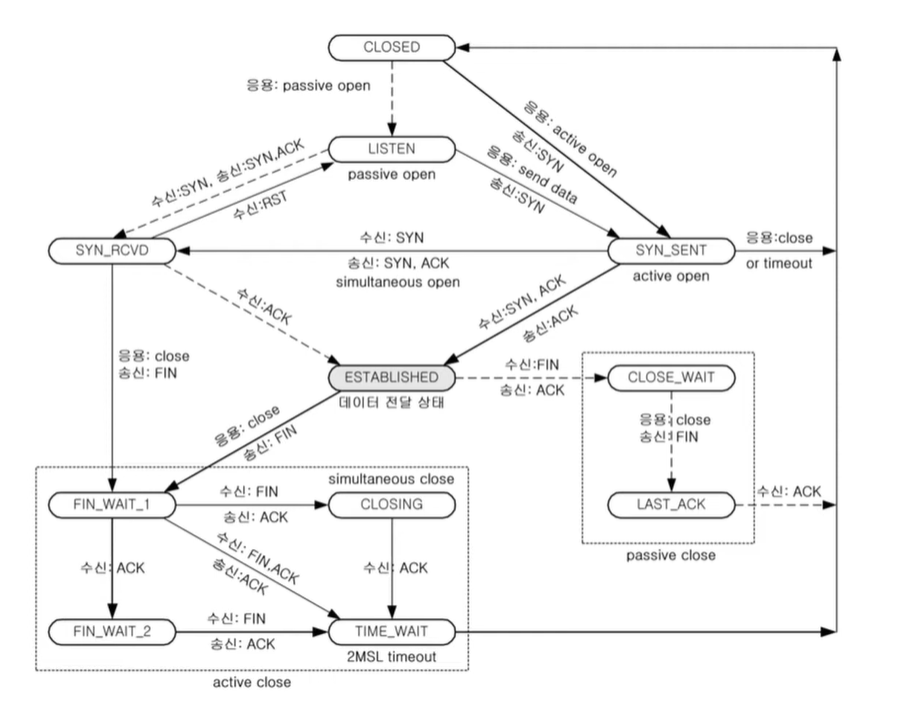 CLOSED
응용: passive open
응용: active open
송신:SYN
LISTEN
passive open
수신:SYN, 송신:SYN,ACK
수신:RST
응용: send data
송신:SYN
SYN_RCVD
수신: SYN
송신: SYN, ACK
simultaneous open
SYN_SENT
active open
응용:close
or timeout
수신:ACK
수신:SYN, ACK
송신:ACK
응용: close
송신: FIN
ESTABLISHED
데이터 전달 상태
수신:FIN
송신: ACK
CLOSE_WAIT
응용: close
송신: FIN
응용: close
송신: FIN
simultaneous close
FIN_WAIT_1
수신: FIN
송신: ACK
CLOSING
LAST_ACK
수신: ACK
passive close
수신: ACK
수신: FIN,ACK
송신:ACK
수신: ACK
FIN_WAIT_2
수신: FIN
송신: ACK
TIME_WAIT
2MSL timeout
active close